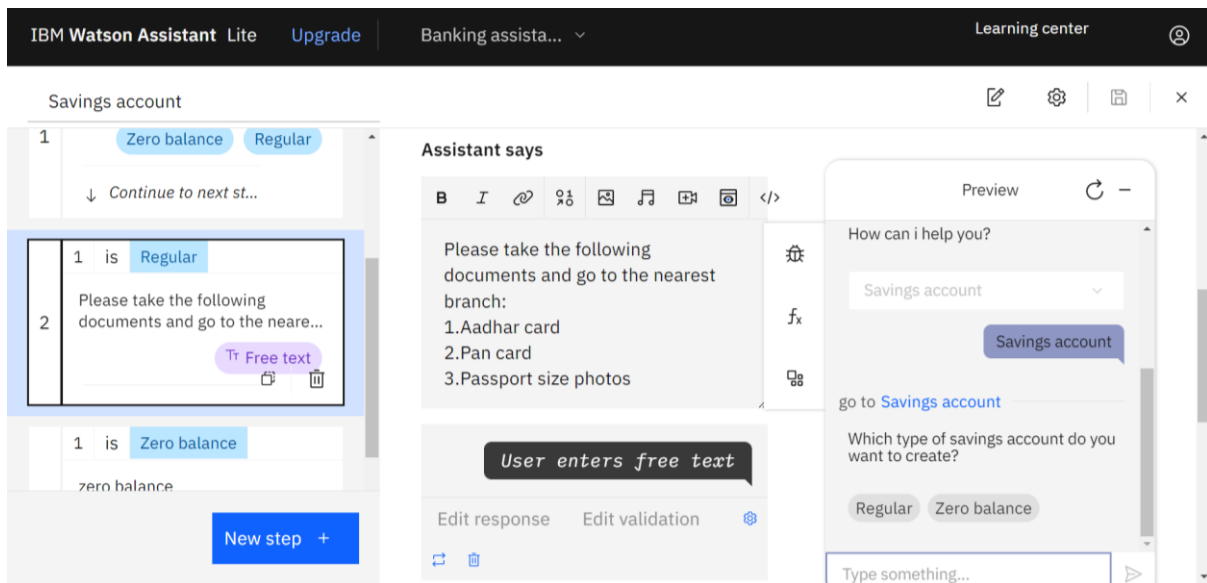 IBM Watson Assistant Lite Upgrade Banking assista... Learning center
Savings account
1 Zero balance Regular
Continue to next st...
1 is Regular
2
Please take the following
documents and go to the neare...
Tт Free text
1 is Zero balance
zero balance
New step +
Assistant says
B I </>
Please take the following
documents and go to the nearest
branch:
1.Aadhar card
2.Pan card
3.Passport size photos
User enters free text
Edit response Edit validation
fx
Preview
How can i help you?
Savings account
Savings account
go to Savings account
Which type of savings account do you
want to create?
Regular Zero balance
Type something...